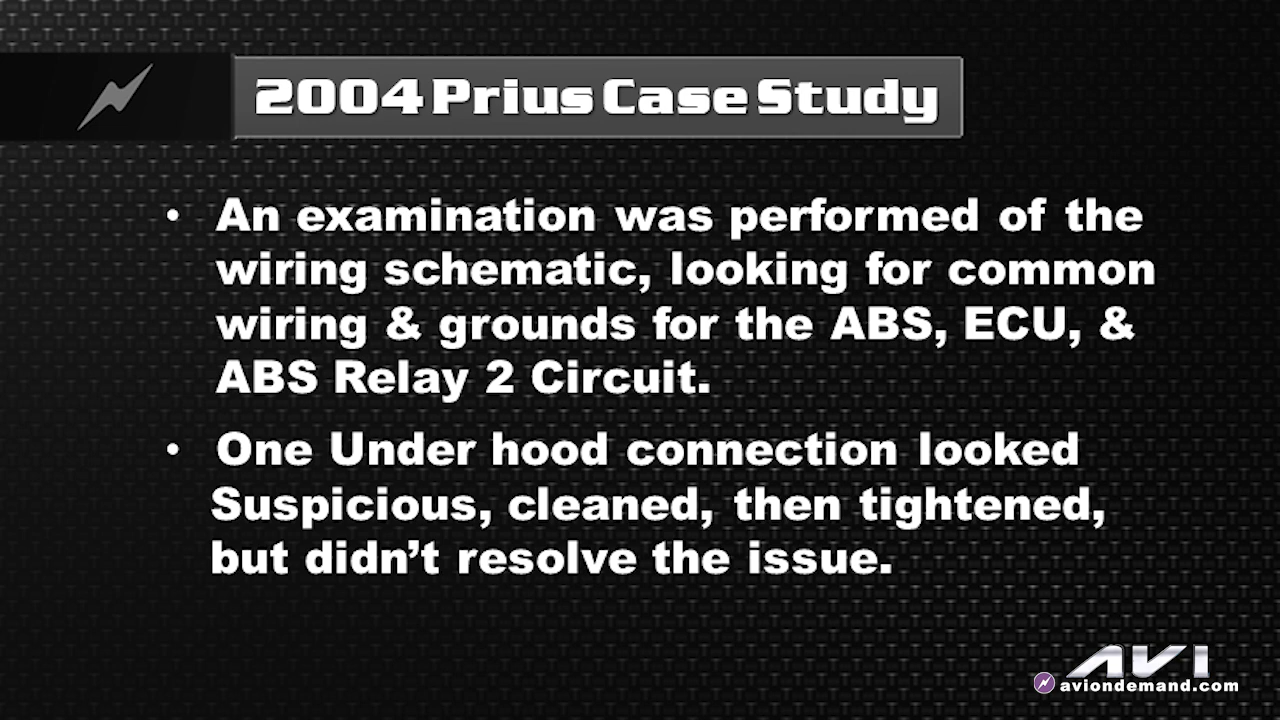 2004 Prius Case Study
• An examination was performed of the
wiring schematic, looking for common
wiring & grounds for the ABS, ECU, &
ABS Relay 2 Circuit.
• One Under hood connection looked
Suspicious, cleaned, then tightened,
but didn’t resolve the issue.
AVI
aviondemand.com